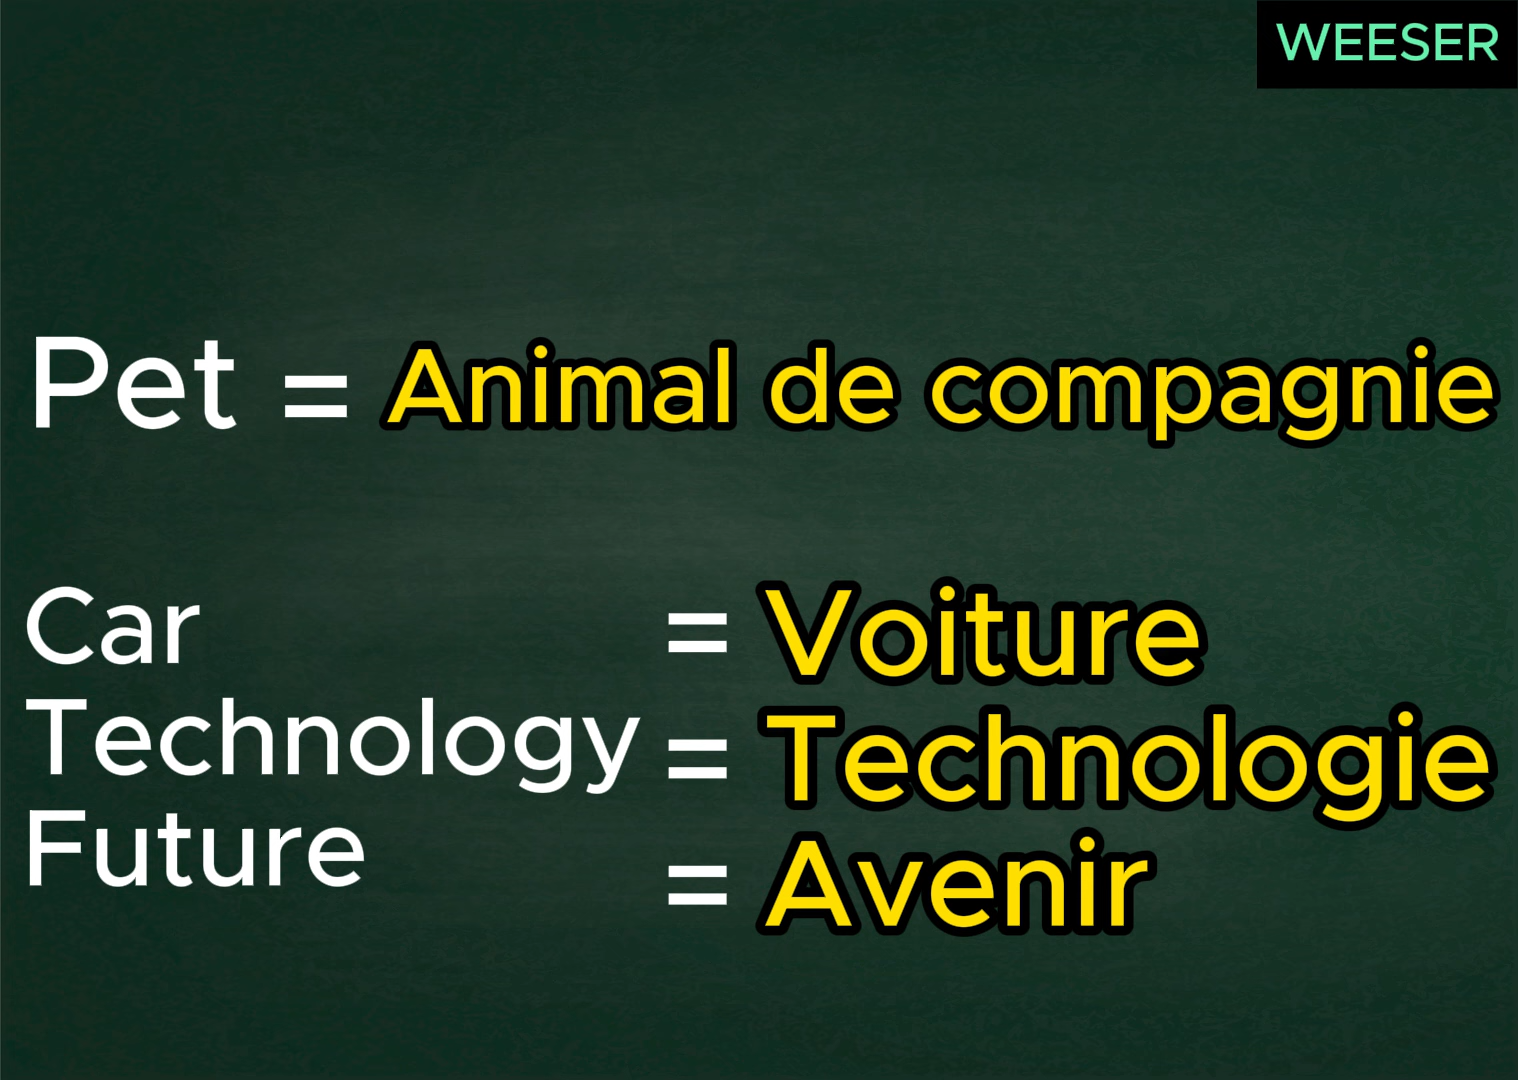 WEESER
Pet = Animal de compagnie
Car = Voiture
Technology = Technologie
Future = Avenir